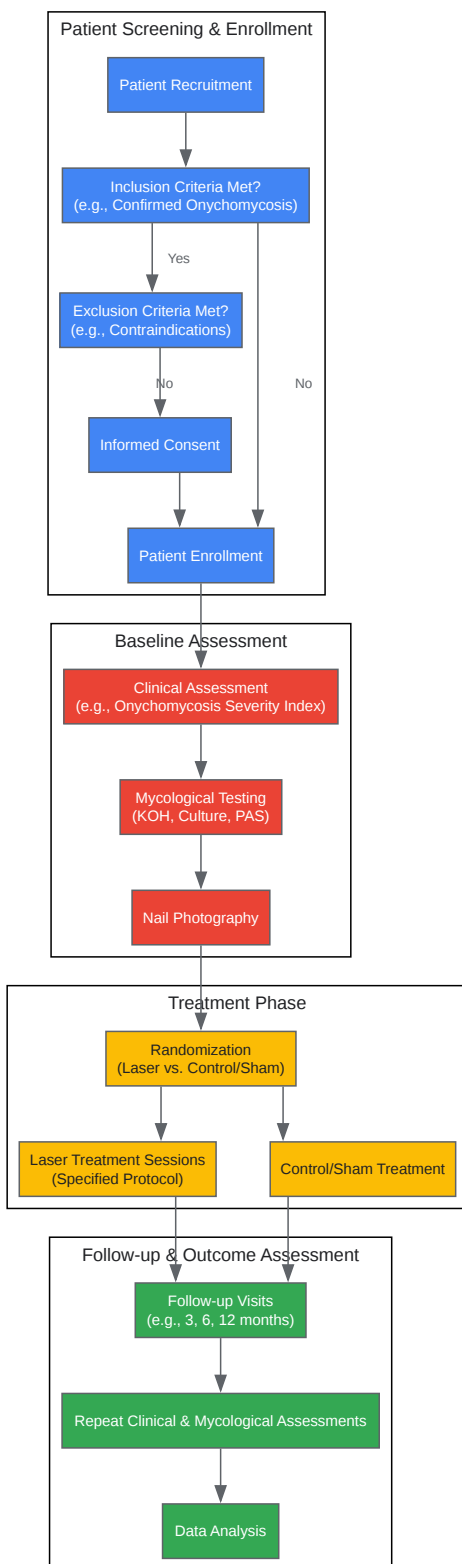 Patient Screening & Enrollment
Patient Recruitment
Inclusion Criteria Met?
(e.g., Confirmed Onychomycosis)
Yes
Exclusion Criteria Met?
(e.g., Contraindications)
No
No
Informed Consent
Patient Enrollment
Baseline Assessment
Clinical Assessment
(e.g., Onychomycosis Severity Index)
Mycological Testing
(KOH, Culture, PAS)
Nail Photography
Treatment Phase
Randomization
(Laser vs. Control/Sham)
Laser Treatment Sessions
(Specified Protocol)
Control/Sham Treatment
Follow-up & Outcome Assessment
Follow-up Visits
(e.g., 3, 6, 12 months)
Repeat Clinical & Mycological Assessments
Data Analysis